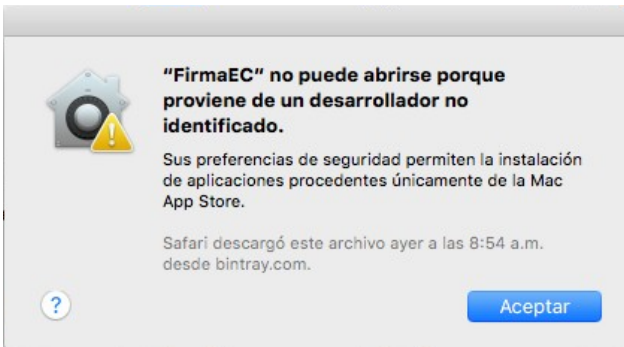 “FirmaEC” no puede abrirse porque
proviene de un desarrollador no
identificado.
Sus preferencias de seguridad permiten la instalación
de aplicaciones procedentes únicamente de la Mac
App Store.
Safari descargó este archivo ayer a las 8:54 a.m.
desde bintray.com.
?
Aceptar